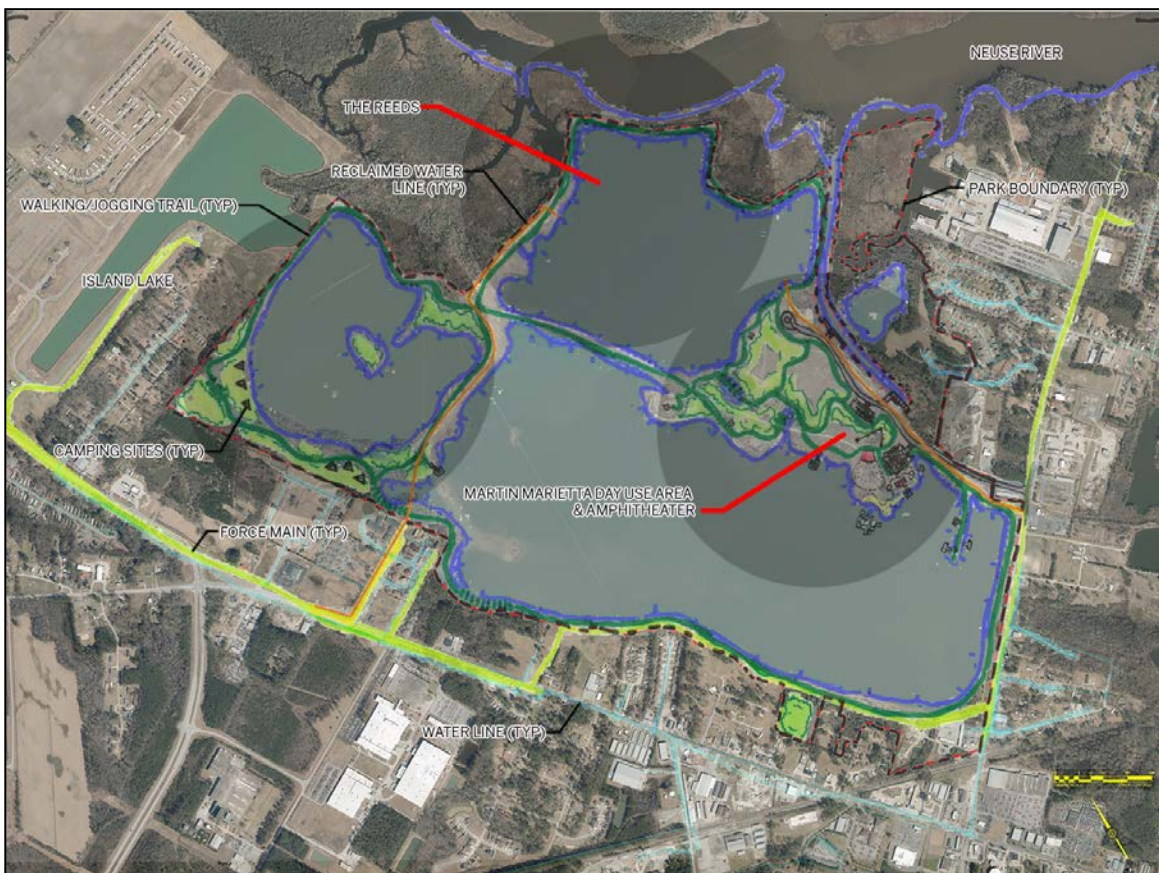 NEUSE RIVER
THE REEDS
RECLAIMED WATER
LINE (TYP)
PARK BOUNDARY (TYP)
WALKING/JOGGING TRAIL (TYP)
ISLAND LAKE
CAMPING SITES (TYP)
MARTIN MARIETTA DAY USE AREA
& AMPHITHEATER
FORCE MAIN (TYP)
WATER LINE (TYP)